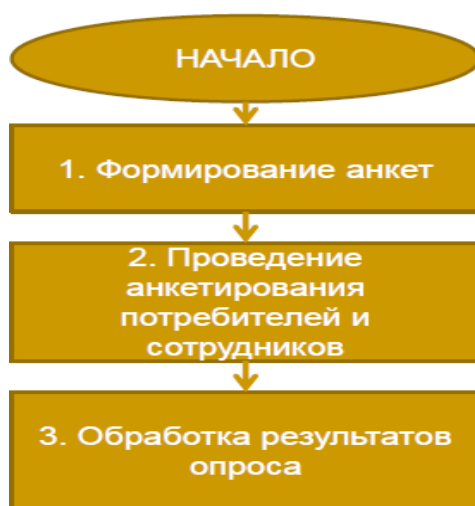 НАЧАЛО
1. Формирование анкет
2. Проведение
анкетирования
потребителей и
сотрудников
3. Обработка результатов
опроса